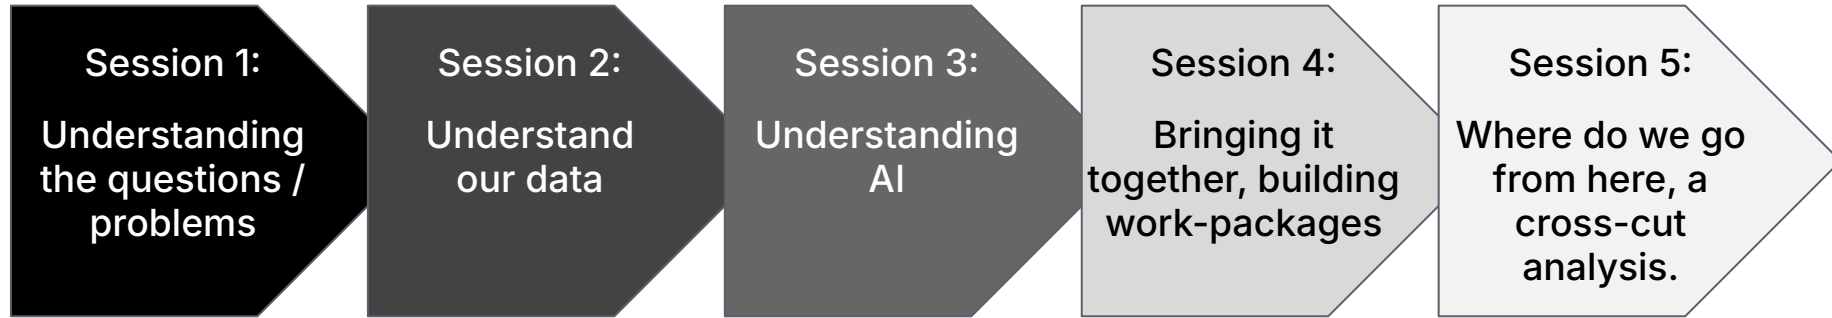 Session 1:
Understanding
the questions /
problems
Session 2:
Understand
our data
Session 3:
Understanding
AI
Session 4:
Bringing it
together, building
work-packages
Session 5:
Where do we go
from here, a
cross-cut
analysis.